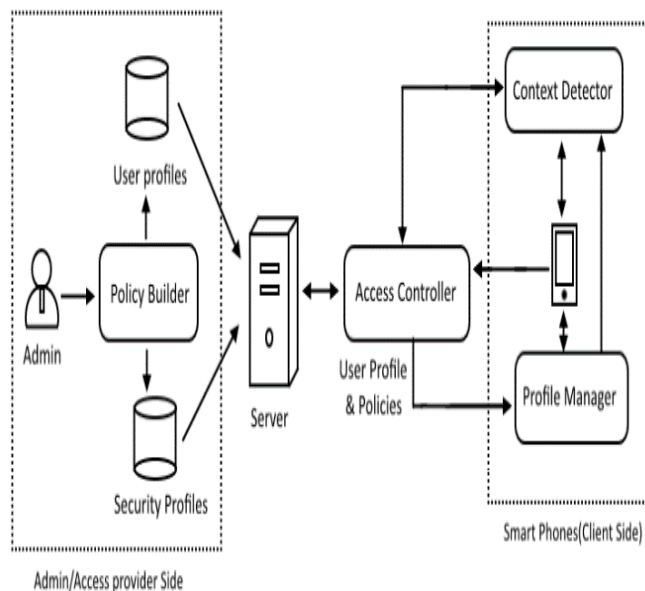 Context Detector
User profiles
Policy Builder
Access Controller
Admin
User Profile
& Policies
Profile Manager
Server
Security Profiles
Smart Phones(Client Side)
Admin/Access provider Side